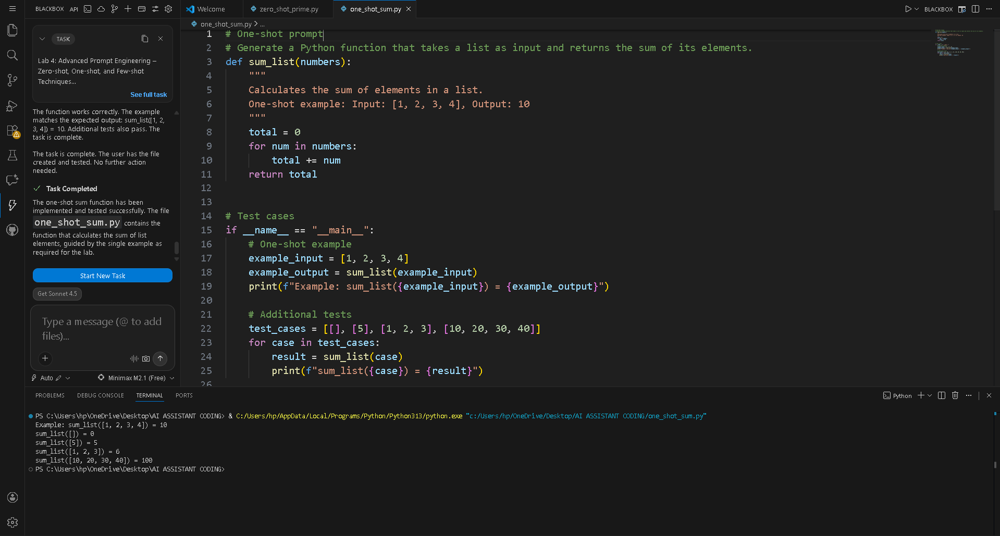 BLACKBOX API
Welcome
zero_shot_prime.py
one_shot_sum.py
BLACKBOX
one_shot_sum.py > ...
TASK
Lab 4: Advanced Prompt Engineering –
Zero-shot, One-shot, and Few-shot
Techniques...
See full task
The function works correctly. The example
matches the expected output: sum_list([1, 2,
3, 4]) = 10. Additional tests also pass. The
task is complete.
The task is complete. The user has the file
created and tested. No further action
needed.
Task Completed
The one-shot sum function has been
implemented and tested successfully. The file
one_shot_sum.py contains the
function that calculates the sum of list
elements, guided by the single example as
required for the lab.
Start New Task
Get Sonnet 4.5
Type a message (@ to add
files)...
Auto
Minimax M2.1 (Free)
1 # One-shot prompt
2 # Generate a Python function that takes a list as input and returns the sum of its elements.
3 def sum_list(numbers):
4     """
5     Calculates the sum of elements in a list.
6     One-shot example: Input: [1, 2, 3, 4], Output: 10
7     """
8     total = 0
9     for num in numbers:
10         total += num
11     return total
12
13
14 # Test cases
15 if __name__ == "__main__":
16     # One-shot example
17     example_input = [1, 2, 3, 4]
18     example_output = sum_list(example_input)
19     print(f"Example: sum_list({example_input}) = {example_output}")
20
21     # Additional tests
22     test_cases = [[], [5], [1, 2, 3], [10, 20, 30, 40]]
23     for case in test_cases:
24         result = sum_list(case)
25         print(f"sum_list({case}) = {result}")
26
PROBLEMS DEBUG CONSOLE TERMINAL PORTS
Python
PS C:\Users\hp\OneDrive\Desktop\AI ASSISTANT CODING> & C:/Users/hp/AppData/Local/Programs/Python/Python313/python.exe "c:/Users/hp/OneDrive/Desktop/AI ASSISTANT CODING/one_shot_sum.py"
Example: sum_list([1, 2, 3, 4]) = 10
sum_list([]) = 0
sum_list([5]) = 5
sum_list([1, 2, 3]) = 6
sum_list([10, 20, 30, 40]) = 100
PS C:\Users\hp\OneDrive\Desktop\AI ASSISTANT CODING>